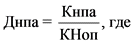 Днпа = Кнпа / КНоп, где